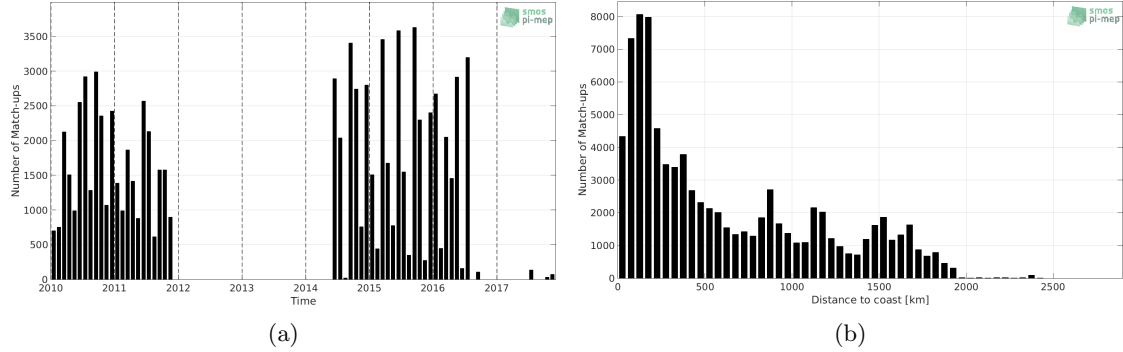 smos
pi-mep
Number of Match-ups
3500
3000
2500
2000
1500
1000
500
0
2010 2011 2012 2013 2014 2015 2016 2017
Time
(a)
smos
pi-mep
Number of Match-ups
8000
7000
6000
5000
4000
3000
2000
1000
0
0 500 1000 1500 2000 2500
Distance to coast [km]
(b)